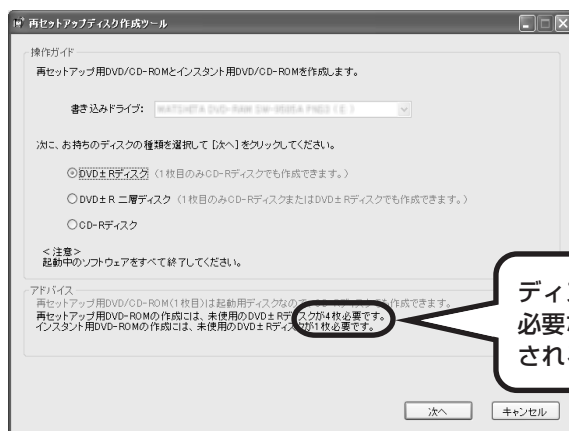 再セットアップディスク作成ツール
操作ガイド
再セットアップ用DVD/CD-ROMとインスタント用DVD/CD-ROMを作成します。
書き込みドライブ:
次に、お持ちのディスクの種類を選択して [次へ] をクリックしてください。
DVD±Rディスク (1枚目のみCD-Rディスクでも作成できます。)
DVD±R 二層ディスク (1枚目のみCD-RディスクまたはDVD±Rディスクでも作成できます。)
CD-Rディスク
<注意>
起動中のソフトウェアをすべて終了してください。
アドバイス
再セットアップ用DVD/CD-ROM(1枚目)は起動用ディスクなので、CD-Rディスクでも作成できます。
再セットアップ用DVD-ROMの作成には、未使用のDVD±Rディスクが4枚必要です。
インスタント用DVD-ROMの作成には、未使用のDVD±Rディスクが1枚必要です。
ディス
必要な
され
次へ
キャンセル